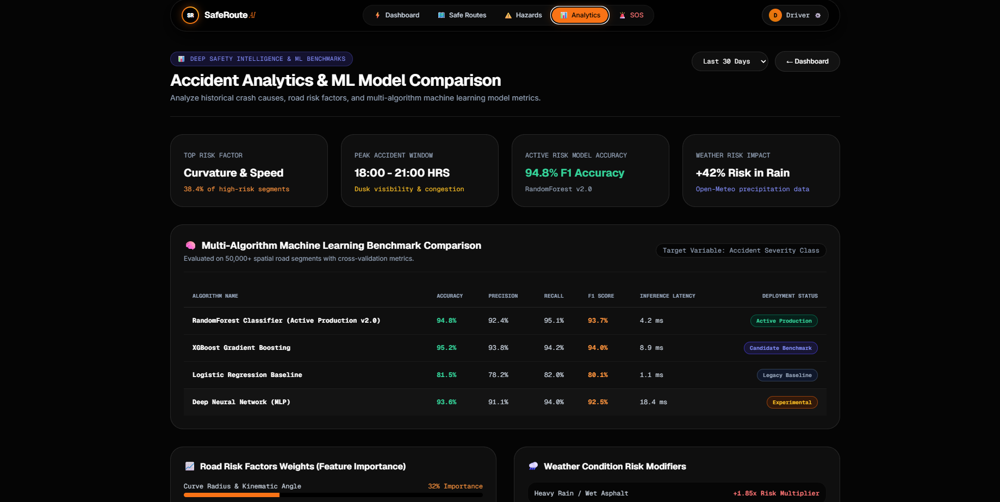 SR SafeRoute AI
Dashboard Safe Routes Hazards Analytics SOS
D Driver
DEEP SAFETY INTELLIGENCE & ML BENCHMARKS
Last 30 Days
← Dashboard
Accident Analytics & ML Model Comparison
Analyze historical crash causes, road risk factors, and multi-algorithm machine learning model metrics.
TOP RISK FACTOR
Curvature & Speed
38.4% of high-risk segments
PEAK ACCIDENT WINDOW
18:00 - 21:00 HRS
Dusk visibility & congestion
ACTIVE RISK MODEL ACCURACY
94.8% F1 Accuracy
RandomForest v2.0
WEATHER RISK IMPACT
+42% Risk in Rain
Open-Meteo precipitation data
Multi-Algorithm Machine Learning Benchmark Comparison
Evaluated on 50,000+ spatial road segments with cross-validation metrics.
Target Variable: Accident Severity Class
ALGORITHM NAME ACCURACY PRECISION RECALL F1 SCORE INFERENCE LATENCY DEPLOYMENT STATUS
RandomForest Classifier (Active Production v2.0) 94.8% 92.4% 95.1% 93.7% 4.2 ms Active Production
XGBoost Gradient Boosting 95.2% 93.8% 94.2% 94.0% 8.9 ms Candidate Benchmark
Logistic Regression Baseline 81.5% 78.2% 82.0% 80.1% 1.1 ms Legacy Baseline
Deep Neural Network (MLP) 93.6% 91.1% 94.0% 92.5% 18.4 ms Experimental
Road Risk Factors Weights (Feature Importance)
Curve Radius & Kinematic Angle 32% Importance
Weather Condition Risk Modifiers
Heavy Rain / Wet Asphalt +1.85x Risk Multiplier